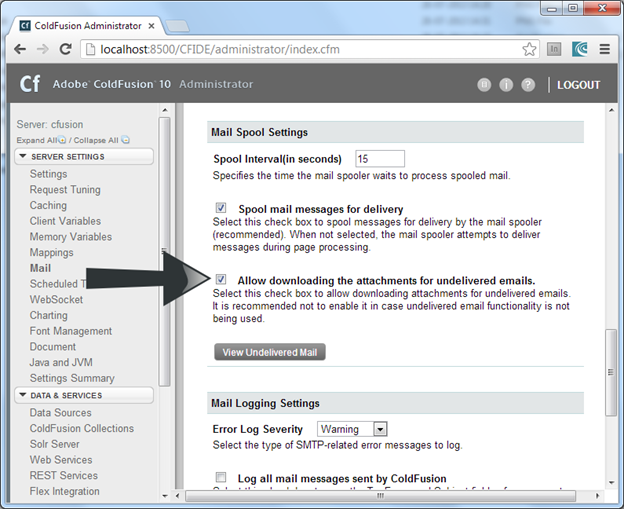 ColdFusion Administrator
localhost:8500/CFIDE/administrator/index.cfm
Cf Adobe® ColdFusion® 10 Administrator
LOGOUT
Server: cfusion
Expand All / Collapse All
SERVER SETTINGS
Settings
Request Tuning
Caching
Client Variables
Memory Variables
Mappings
Mail
Scheduled T
WebSocket
Charting
Font Management
Document
Java and JVM
Settings Summary
DATA & SERVICES
Data Sources
ColdFusion Collections
Solr Server
Web Services
REST Services
Flex Integration
Mail Spool Settings
Spool Interval(in seconds) 15
Specifies the time the mail spooler waits to process spooled mail.
Spool mail messages for delivery
Select this check box to spool messages for delivery by the mail spooler
(recommended). When not selected, the mail spooler attempts to deliver
messages during page processing.
Allow downloading the attachments for undelivered emails.
Select this check box to allow downloading attachments for undelivered emails.
It is recommended not to enable it in case undelivered email functionality is not
being used.
View Undelivered Mail
Mail Logging Settings
Error Log Severity Warning
Select the type of SMTP-related error messages to log.
Log all mail messages sent by ColdFusion